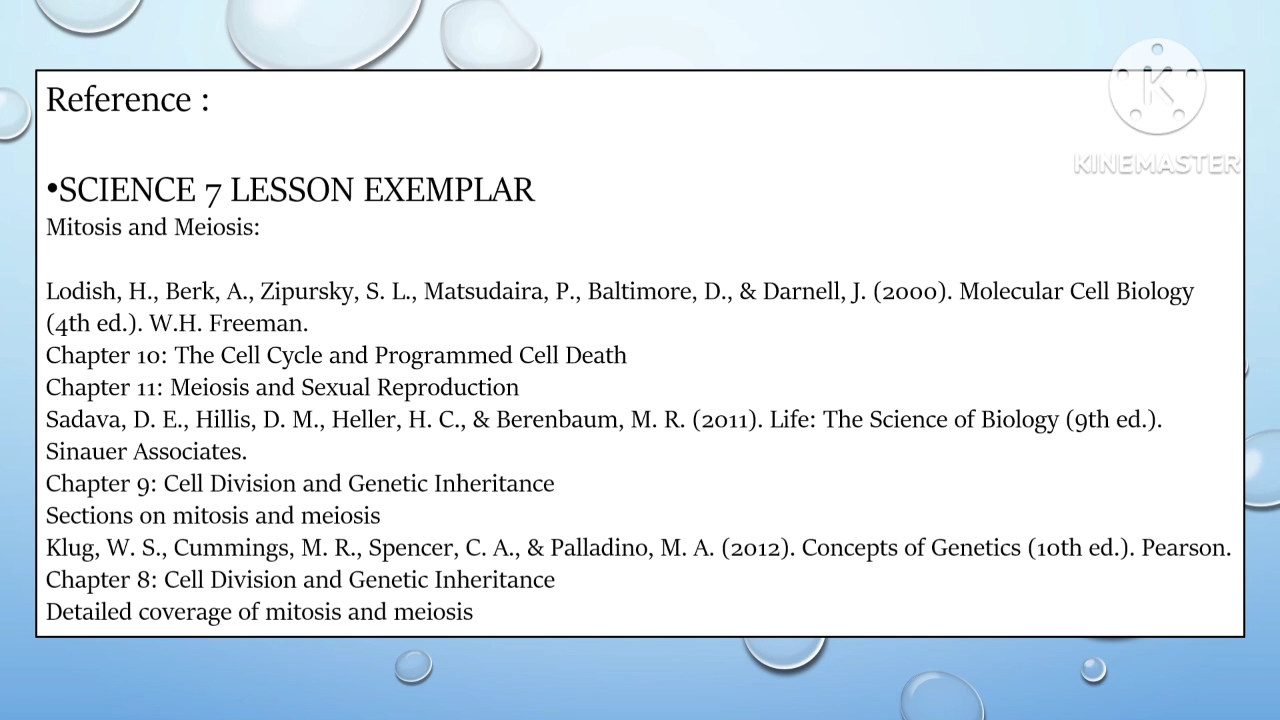 Reference :
•SCIENCE 7 LESSON EXEMPLAR
Mitosis and Meiosis:
Lodish, H., Berk, A., Zipursky, S. L., Matsudaira, P., Baltimore, D., & Darnell, J. (2000). Molecular Cell Biology
(4th ed.). W.H. Freeman.
Chapter 10: The Cell Cycle and Programmed Cell Death
Chapter 11: Meiosis and Sexual Reproduction
Sadava, D. E., Hillis, D. M., Heller, H. C., & Berenbaum, M. R. (2011). Life: The Science of Biology (9th ed.).
Sinauer Associates.
Chapter 9: Cell Division and Genetic Inheritance
Sections on mitosis and meiosis
Klug, W. S., Cummings, M. R., Spencer, C. A., & Palladino, M. A. (2012). Concepts of Genetics (10th ed.). Pearson.
Chapter 8: Cell Division and Genetic Inheritance
Detailed coverage of mitosis and meiosis
K
KINEMASTER